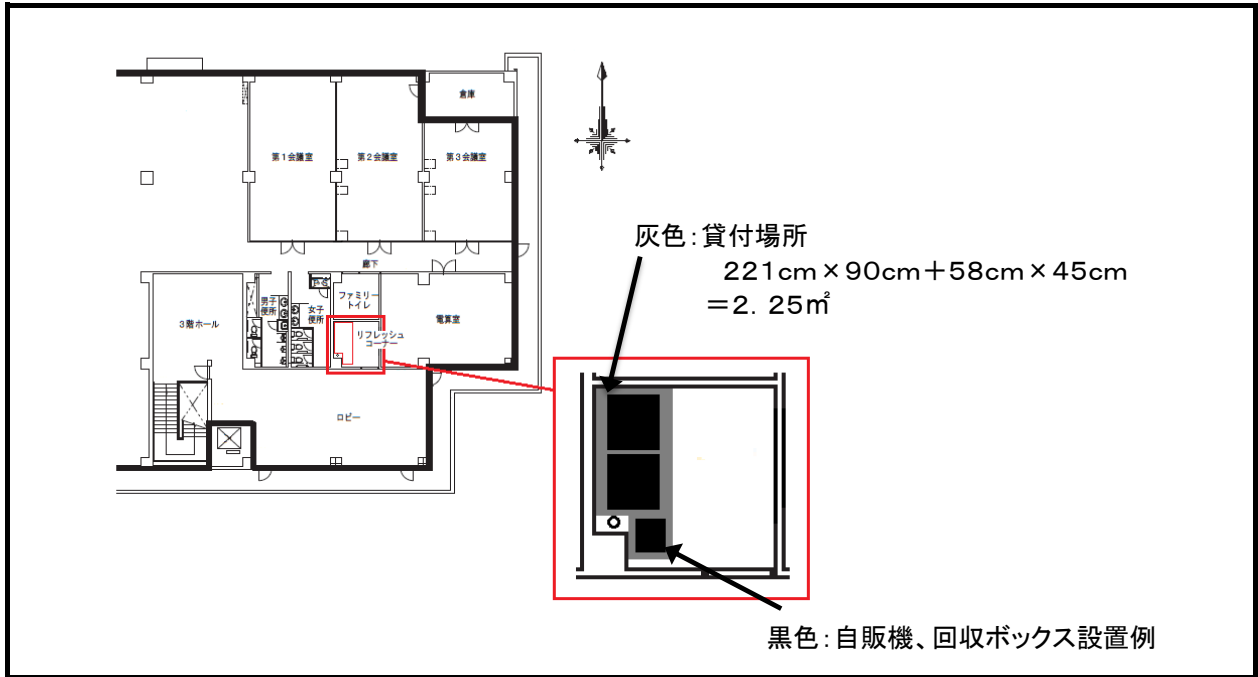 倉庫
第1会議室
第2会議室
第3会議室
廊下
3階ホール
男子
便所
女子
便所
ファミリー
トイレ
リフレッシュ
コーナー
電算室
ロビー
灰色：貸付場所
221cm×90cm＋58cm×45cm
＝2．25㎡
黒色：自販機、回収ボックス設置例